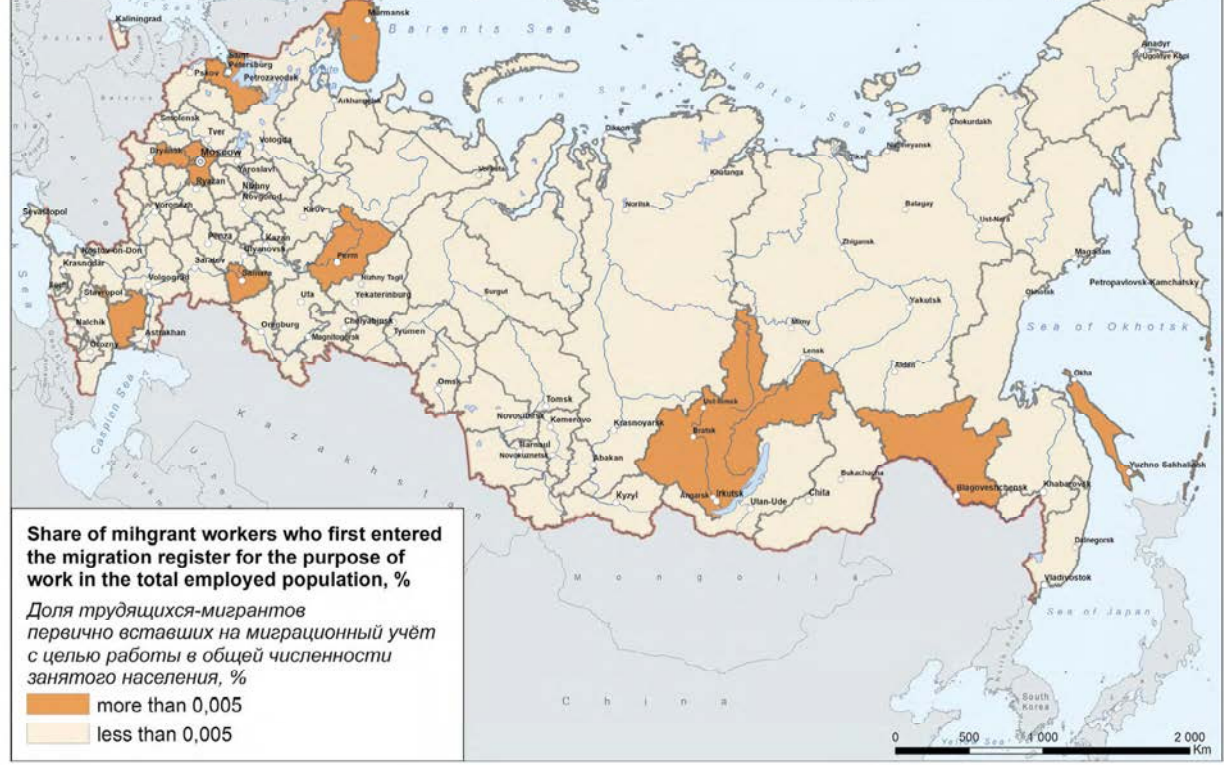 Murmansk
Kaliningrad
Barents Sea
Saint
Petersburg
Pskov
Petrozavodsk
Kara Sea
Laptev Sea
Anadyr
Arkhangelsk
Smolensk
Tver
Vologda
Dikson
Chokurdakh
Bryansk
Moscow
Yaroslavl
Vorkuta
Tiksi
Khatanga
Ryazan
Nizhny
Novgorod
Voronezh
Kirov
Norilsk
Batagay
Sevastopol
Ust-Nera
Penza
Kazan
Ulyanovsk
Zhigansk
Rostov-on-Don
Krasnodar
Saratov
Perm
Magadan
Volgograd
Samara
Nizhny Tagil
Petropavlovsk-Kamchatsky
Stavropol
Ufa
Yekaterinburg
Surgut
Yakutsk
Okhotsk
Nalchik
Astrakhan
Orenburg
Chelyabinsk
Magnitogorsk
Tyumen
Mirny
Sea of Okhotsk
Grozny
Lensk
Aldan
Okha
Caspian Sea
Omsk
Tomsk
Ust-Ilimsk
Kazakhstan
Novosibirsk
Kemerovo
Krasnoyarsk
Bratsk
Barnaul
Novokuznetsk
Abakan
Yuzhno Sakhalinsk
Bukachacha
Kyzyl
Angarsk
Irkutsk
Ulan-Ude
Chita
Blagoveshchensk
Khabarovsk
Dalnegorsk
Mongolia
Vladivostok
Sea of Japan
China
South
Korea
Yellow Sea
Share of mihgrant workers who first entered
the migration register for the purpose of
work in the total employed population, %
Доля трудящихся-мигрантов
первично вставших на миграционный учёт
с целью работы в общей численности
занятого населения, %
more than 0,005
less than 0,005
0 500 1 000 2 000
Km